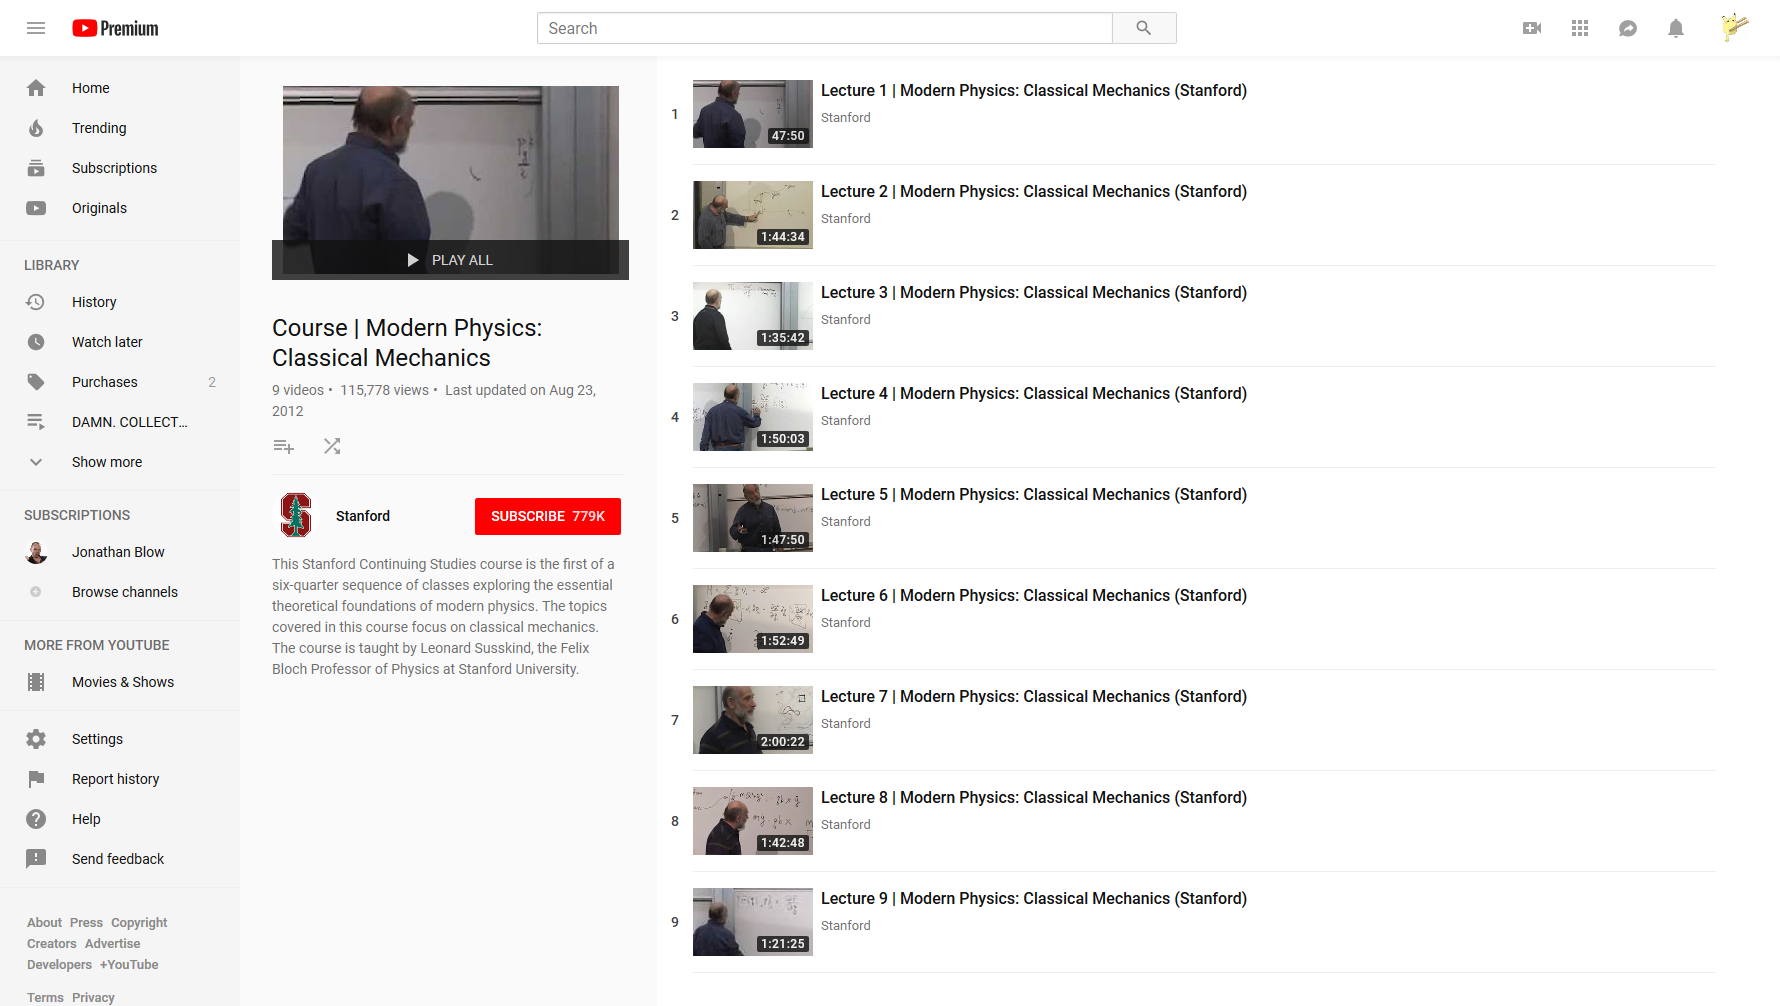 Premium
Search
Home
Trending
Subscriptions
Originals
LIBRARY
History
Watch later
Purchases 2
DAMN. COLLECT...
Show more
SUBSCRIPTIONS
Jonathan Blow
Browse channels
MORE FROM YOUTUBE
Movies & Shows
Settings
Report history
Help
Send feedback
About Press Copyright
Creators Advertise
Developers +YouTube
Terms Privacy
PLAY ALL
Course | Modern Physics:
Classical Mechanics
9 videos • 115,778 views • Last updated on Aug 23,
2012
Stanford
SUBSCRIBE 779K
This Stanford Continuing Studies course is the first of a
six-quarter sequence of classes exploring the essential
theoretical foundations of modern physics. The topics
covered in this course focus on classical mechanics.
The course is taught by Leonard Susskind, the Felix
Bloch Professor of Physics at Stanford University.
1
47:50
Lecture 1 | Modern Physics: Classical Mechanics (Stanford)
Stanford
2
1:44:34
Lecture 2 | Modern Physics: Classical Mechanics (Stanford)
Stanford
3
1:35:42
Lecture 3 | Modern Physics: Classical Mechanics (Stanford)
Stanford
4
1:50:03
Lecture 4 | Modern Physics: Classical Mechanics (Stanford)
Stanford
5
1:47:50
Lecture 5 | Modern Physics: Classical Mechanics (Stanford)
Stanford
6
1:52:49
Lecture 6 | Modern Physics: Classical Mechanics (Stanford)
Stanford
7
2:00:22
Lecture 7 | Modern Physics: Classical Mechanics (Stanford)
Stanford
8
1:42:48
Lecture 8 | Modern Physics: Classical Mechanics (Stanford)
Stanford
9
1:21:25
Lecture 9 | Modern Physics: Classical Mechanics (Stanford)
Stanford